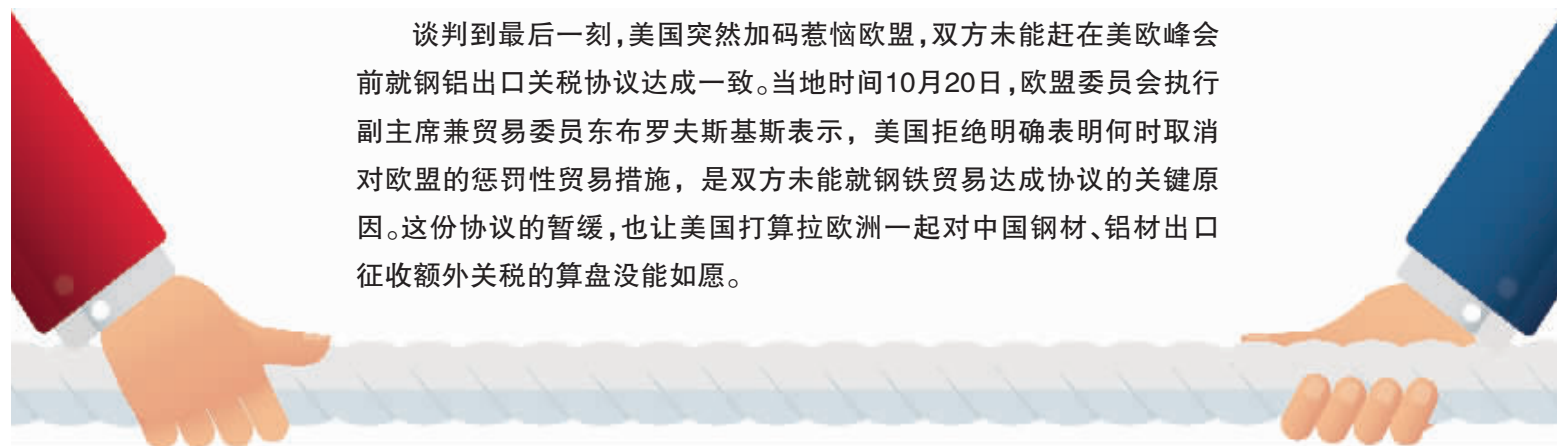 谈判到最后一刻,美国突然加码惹恼欧盟,双方未能赶在美欧峰会
前就钢铝出口关税协议达成一致。当地时间10月20日,欧盟委员会执行
副主席兼贸易委员东布罗夫斯基斯表示，美国拒绝明确表明何时取消
对欧盟的惩罚性贸易措施，是双方未能就钢铁贸易达成协议的关键原
因。这份协议的暂缓,也让美国打算拉欧洲一起对中国钢材、铝材出口
征收额外关税的算盘没能如愿。